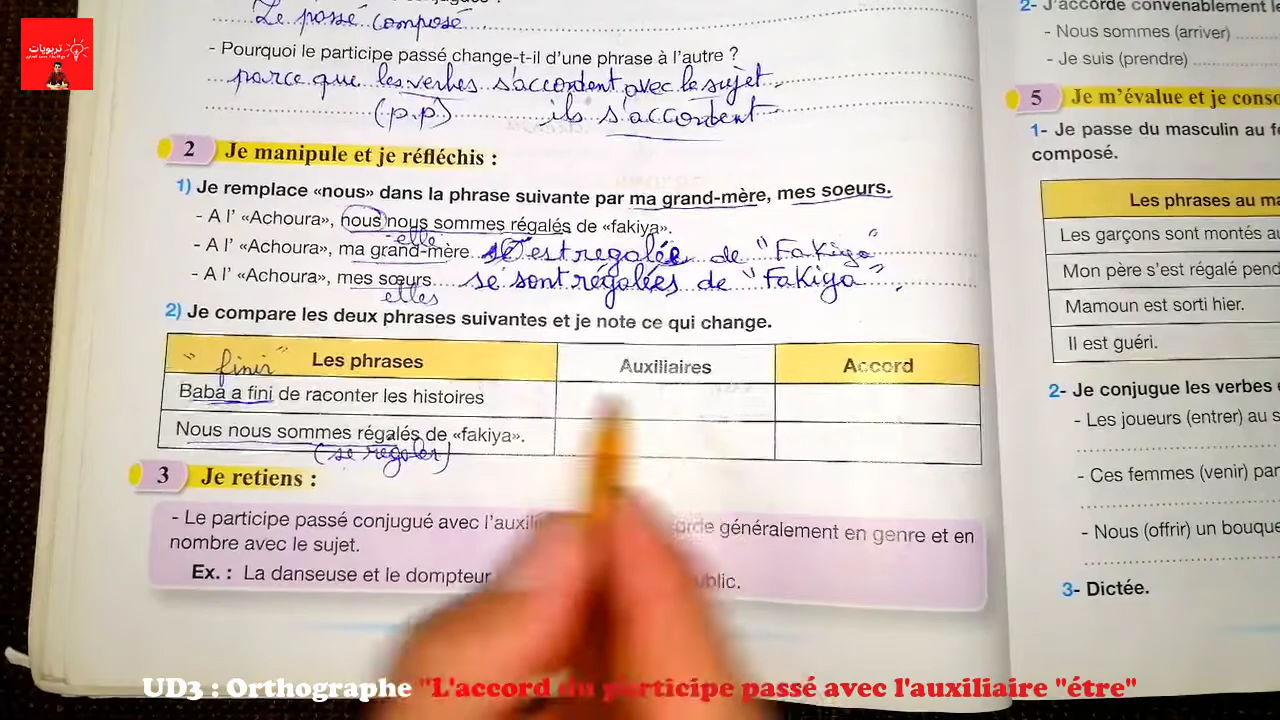 تربويات
Le passé composé
- Pourquoi le participe passé change-t-il d'une phrase à l'autre ?
parce que les verbes s'accordent avec le sujet
(p.p) ils s'accordent
2 Je manipule et je réfléchis :
1) Je remplace «nous» dans la phrase suivante par ma grand-mère, mes soeurs.
- A l' «Achoura», nous nous sommes régalés de «fakiya».
elle
- A l' «Achoura», ma grand-mère est regalée de "Fakiya"
- A l' «Achoura», mes sœurs se sont régalées de "Fakiya".
elles
2) Je compare les deux phrases suivantes et je note ce qui change.
"finir" Les phrases Auxiliaires Accord
Baba a fini de raconter les histoires
Nous nous sommes régalés de «fakiya».
(se régaler)
3 Je retiens :
- Le participe passé conjugué avec l'auxili orde généralement en genre et en
nombre avec le sujet.
Ex. : La danseuse et le dompteur ublic.
2- J'accorde convenablement le
- Nous sommes (arriver)
- Je suis (prendre)
5 Je m'évalue et je conso
1- Je passe du masculin au fé
composé.
Les phrases au ma
Les garçons sont montés au
Mon père s'est régalé pend
Mamoun est sorti hier.
Il est guéri.
2- Je conjugue les verbes
- Les joueurs (entrer) au s
- Ces femmes (venir) par
- Nous (offrir) un bouque
3- Dictée.
UD3 : Orthographe "L'accord du participe passé avec l'auxiliaire "étre"